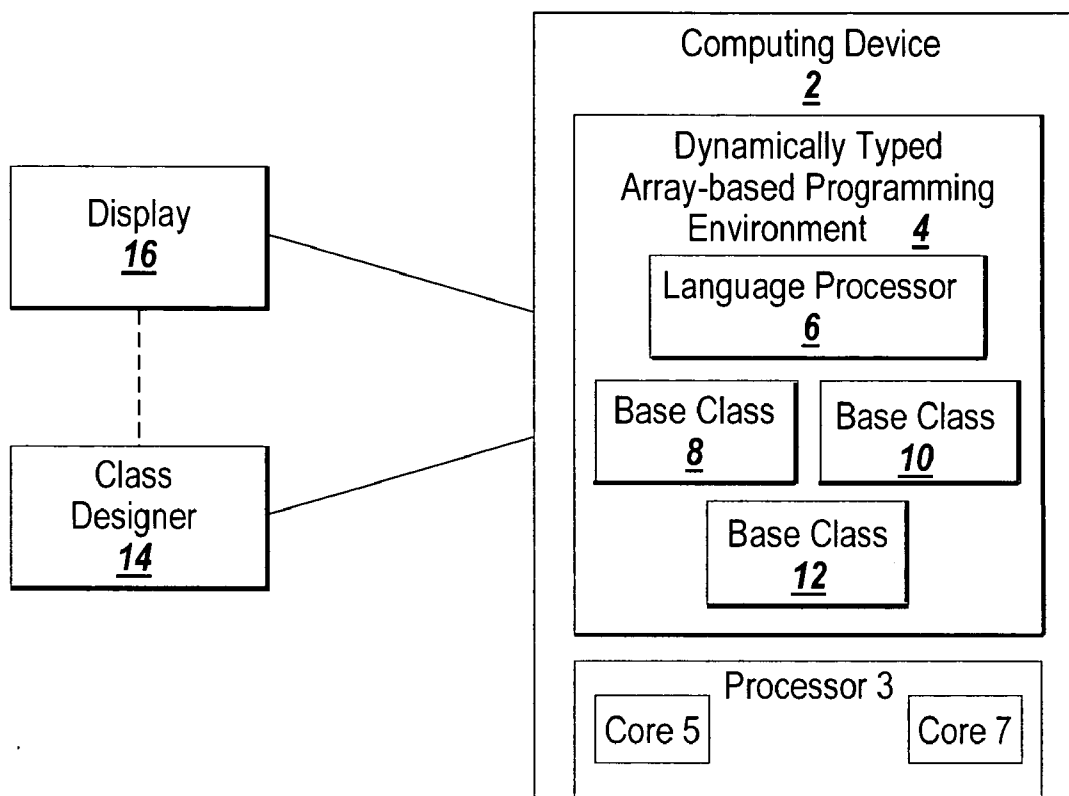 Computing Device
2
Dynamically Typed
Array-based Programming
Environment 4
Language Processor
6
Base Class
8
Base Class
10
Base Class
12
Processor 3
Core 5
Core 7
Display
16
Class
Designer
14